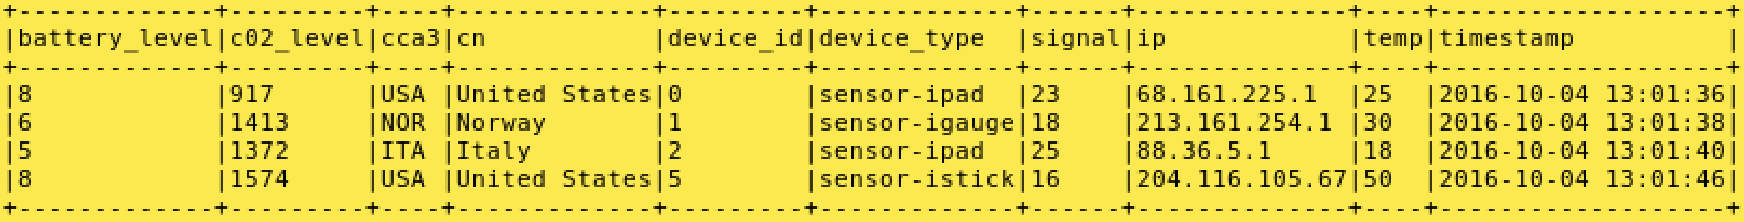 +-------------+---------+----+-------------+---------+-------------+------+--------------+----+-------------------+
|battery_level|c02_level|cca3|cn           |device_id|device_type  |signal|ip            |temp|timestamp          |
+-------------+---------+----+-------------+---------+-------------+------+--------------+----+-------------------+
|8            |917      |USA |United States|0        |sensor-ipad  |23    |68.161.225.1  |25  |2016-10-04 13:01:36|
|6            |1413     |NOR |Norway       |1        |sensor-igauge|18    |213.161.254.1 |30  |2016-10-04 13:01:38|
|5            |1372     |ITA |Italy        |2        |sensor-ipad  |25    |88.36.5.1     |18  |2016-10-04 13:01:40|
|8            |1574     |USA |United States|5        |sensor-istick|16    |204.116.105.67|50  |2016-10-04 13:01:46|
+-------------+---------+----+-------------+---------+-------------+------+--------------+----+-------------------+